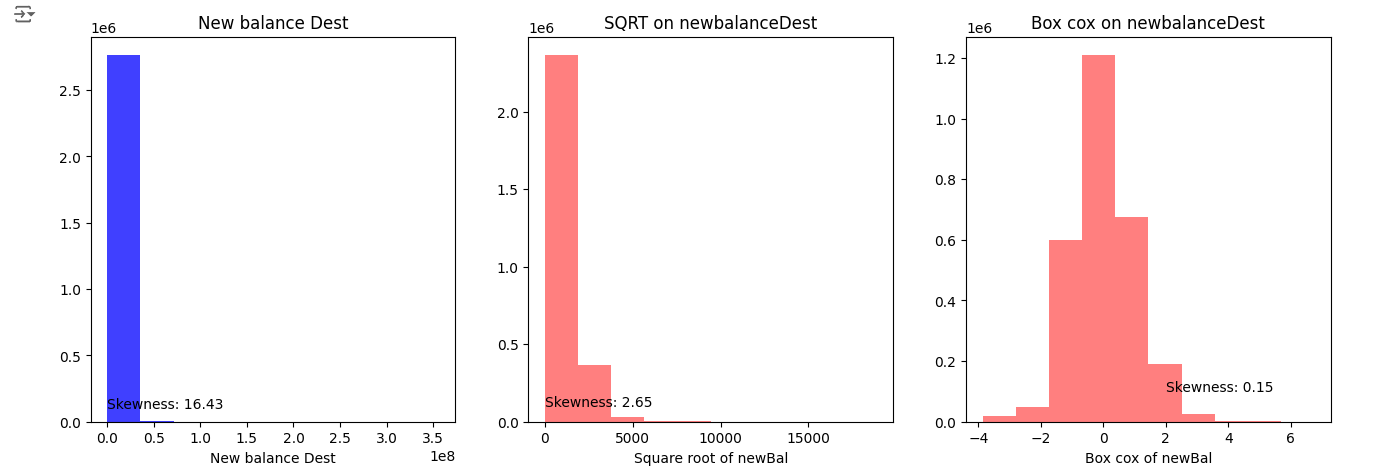 New balance Dest
1e6
2.5
2.0
1.5
1.0
0.5
0.0
Skewness: 16.43
0.0 0.5 1.0 1.5 2.0 2.5 3.0 3.5
1e8
New balance Dest
SQRT on newbalanceDest
1e6
2.0
1.5
1.0
0.5
0.0
Skewness: 2.65
0 5000 10000 15000
Square root of newBal
Box cox on newbalanceDest
1e6
1.2
1.0
0.8
0.6
0.4
0.2
0.0
Skewness: 0.15
−4 −2 0 2 4 6
Box cox of newBal